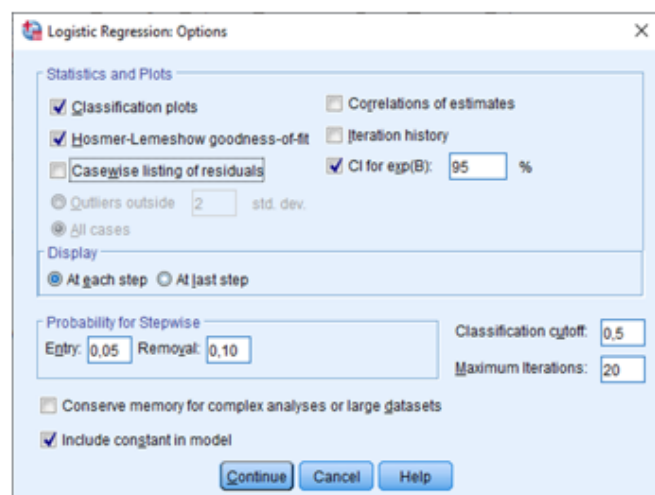 Logistic Regression: Options
Statistics and Plots
Classification plots
Correlations of estimates
Hosmer-Lemeshow goodness-of-fit
Iteration history
Casewise listing of residuals
CI for exp(B): 95 %
Outliers outside 2 std. dev.
All cases
Display
At each step At last step
Probability for Stepwise
Entry: 0,05 Removal: 0,10
Classification cutoff: 0,5
Maximum Iterations: 20
Conserve memory for complex analyses or large datasets
Include constant in model
Continue Cancel Help